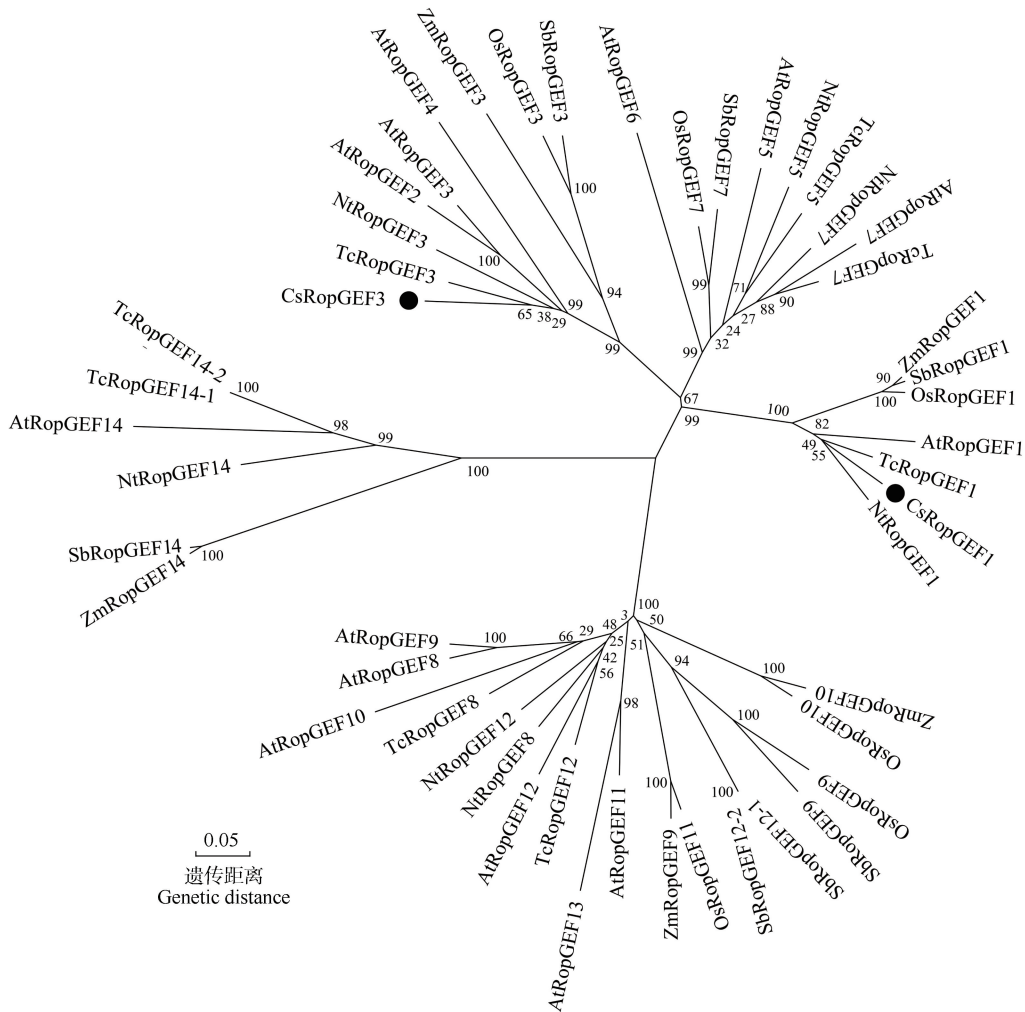 AtRopGEF4
ZmRopGEF3
OsRopGEF3
SbRopGEF3
AtRopGEF6
OsRopGEF7
SbRopGEF7
AtRopGEF5
NtRopGEF5
TcRopGEF5
NtRopGEF7
AtRopGEF7
TcRopGEF7
AtRopGEF3
AtRopGEF2
NtRopGEF3
TcRopGEF3
CsRopGEF3
100
100
99
94
65
38
29
99
99
99
71
32
24
27
88
90
67
99
TcRopGEF14-2
TcRopGEF14-1
AtRopGEF14
NtRopGEF14
SbRopGEF14
ZmRopGEF14
100
98
99
100
100
ZmRopGEF1
SbRopGEF1
OsRopGEF1
AtRopGEF1
TcRopGEF1
CsRopGEF1
NtRopGEF1
90
100
100
82
49
55
AtRopGEF9
AtRopGEF8
AtRopGEF10
TcRopGEF8
NtRopGEF12
NtRopGEF8
AtRopGEF12
TcRopGEF12
AtRopGEF13
AtRopGEF11
ZmRopGEF9
OsRopGEF11
SbRopGEF12-2
SbRopGEF12-1
SbRopGEF9
OsRopGEF9
OsRopGEF10
ZmRopGEF10
100
66
29
48
3
100
50
25
42
56
51
98
94
100
100
100
100
0.05
遗传距离
Genetic distance